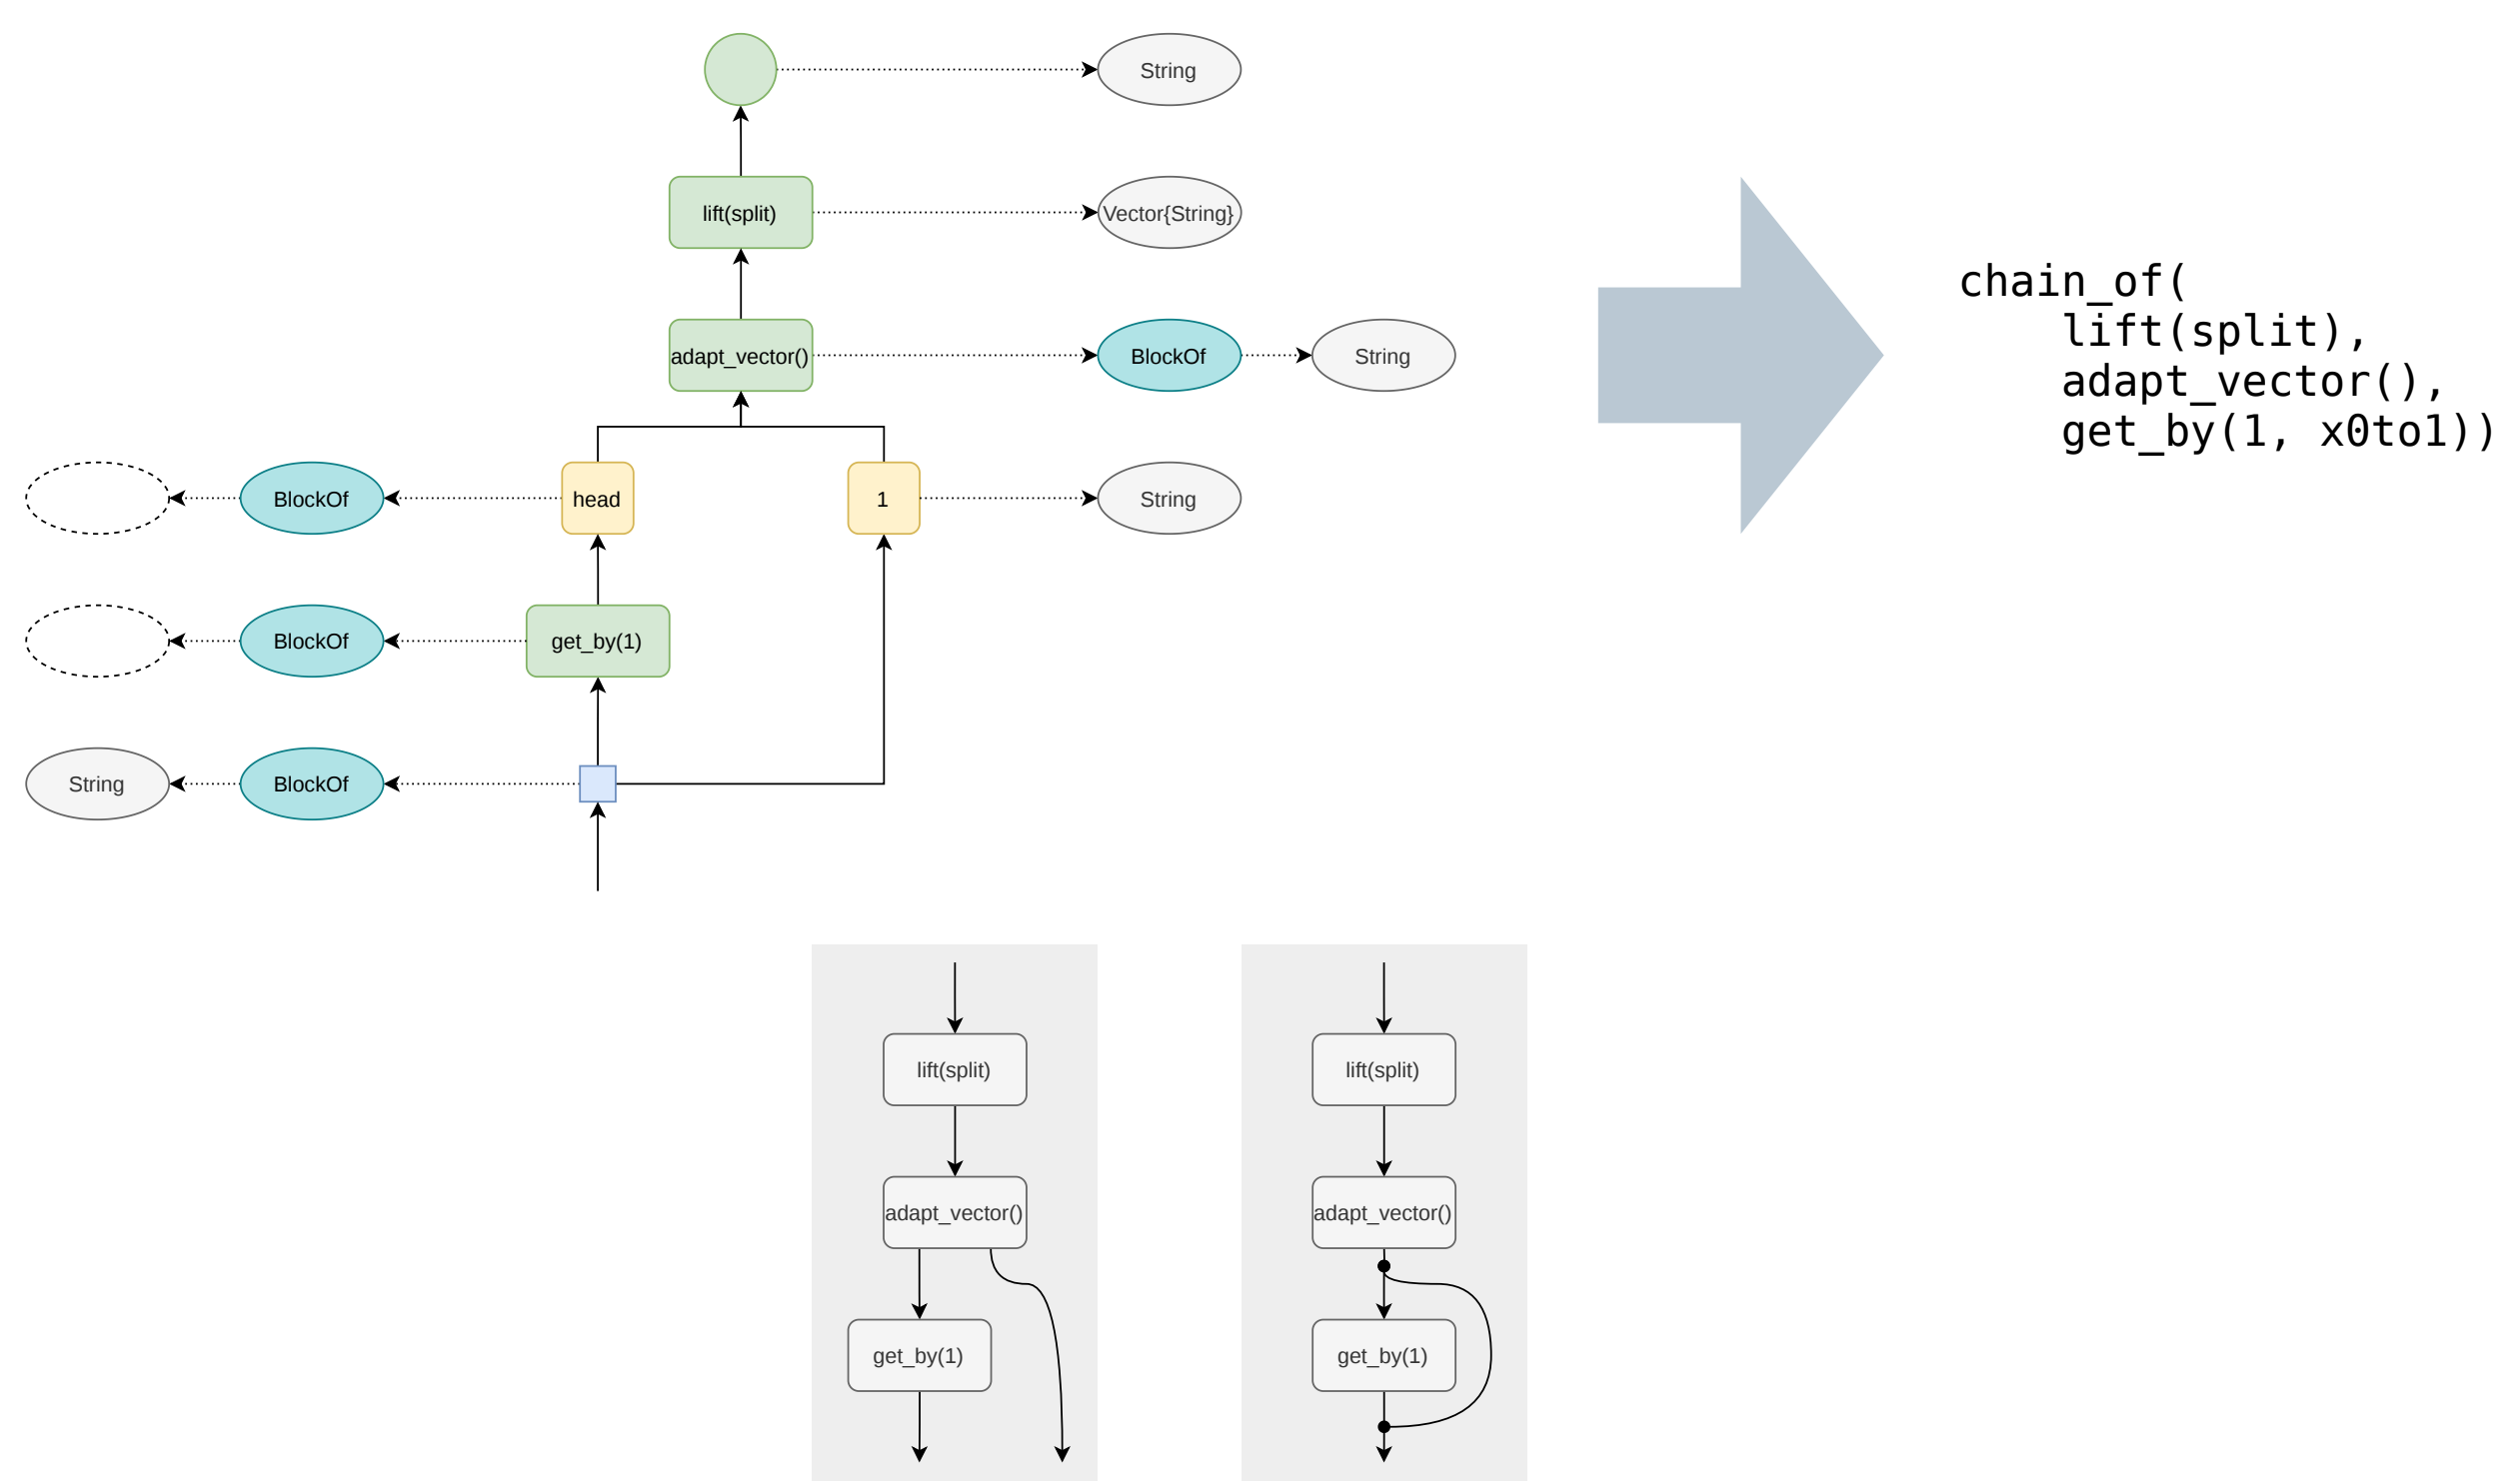 String
lift(split)
Vector{String}
adapt_vector()
BlockOf
String
BlockOf
head
1
String
BlockOf
get_by(1)
String
BlockOf
chain_of(
    lift(split),
    adapt_vector(),
    get_by(1, x0to1))
lift(split)
adapt_vector()
get_by(1)
lift(split)
adapt_vector()
get_by(1)